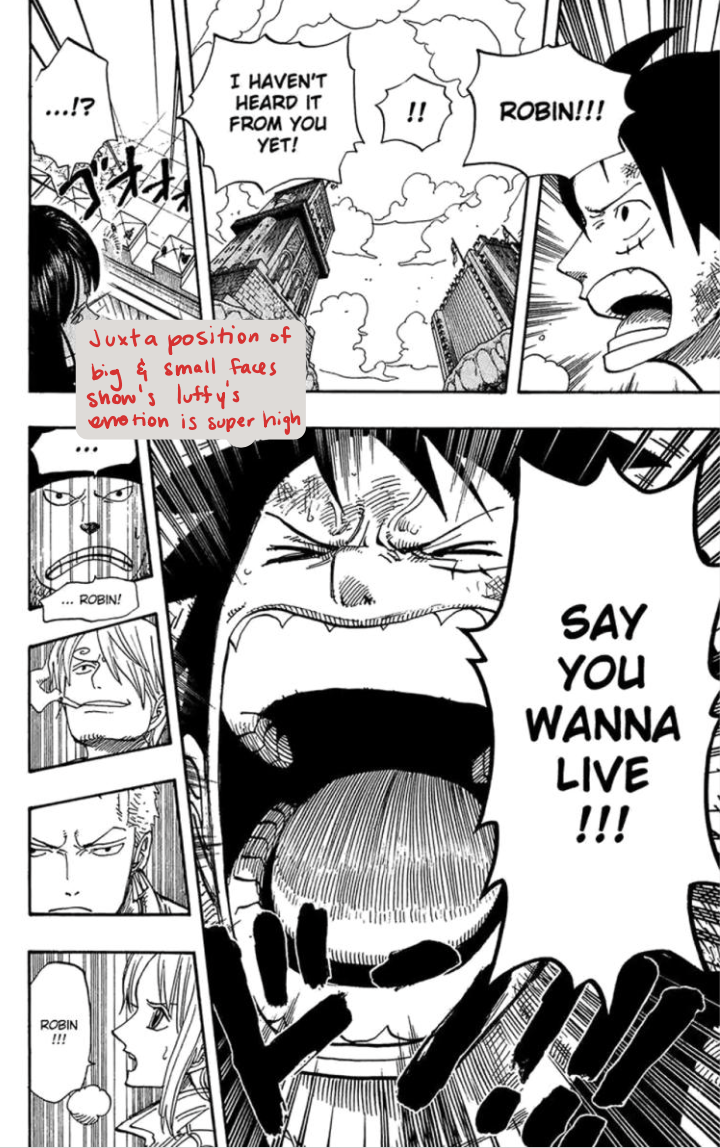 ROBIN!!!
!!
I HAVEN'T
HEARD IT
FROM YOU
YET!
...!?
ゴオオオ
Juxta position of
big & small faces
show's luffy's
emotion is super high
SAY
YOU
WANNA
LIVE
!!!
...
... ROBIN!
ROBIN
!!!